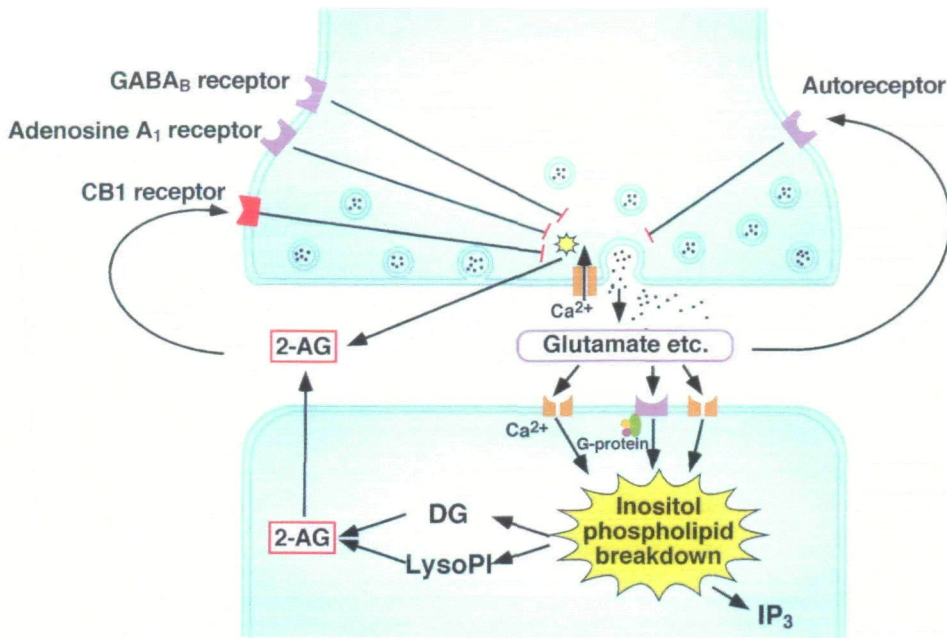 GABAB receptor
Autoreceptor
Adenosine A1 receptor
CB1 receptor
Ca2+
2-AG
Glutamate etc.
Ca2+
G-protein
Inositol
phospholipid
breakdown
DG
2-AG
LysoPI
IP3